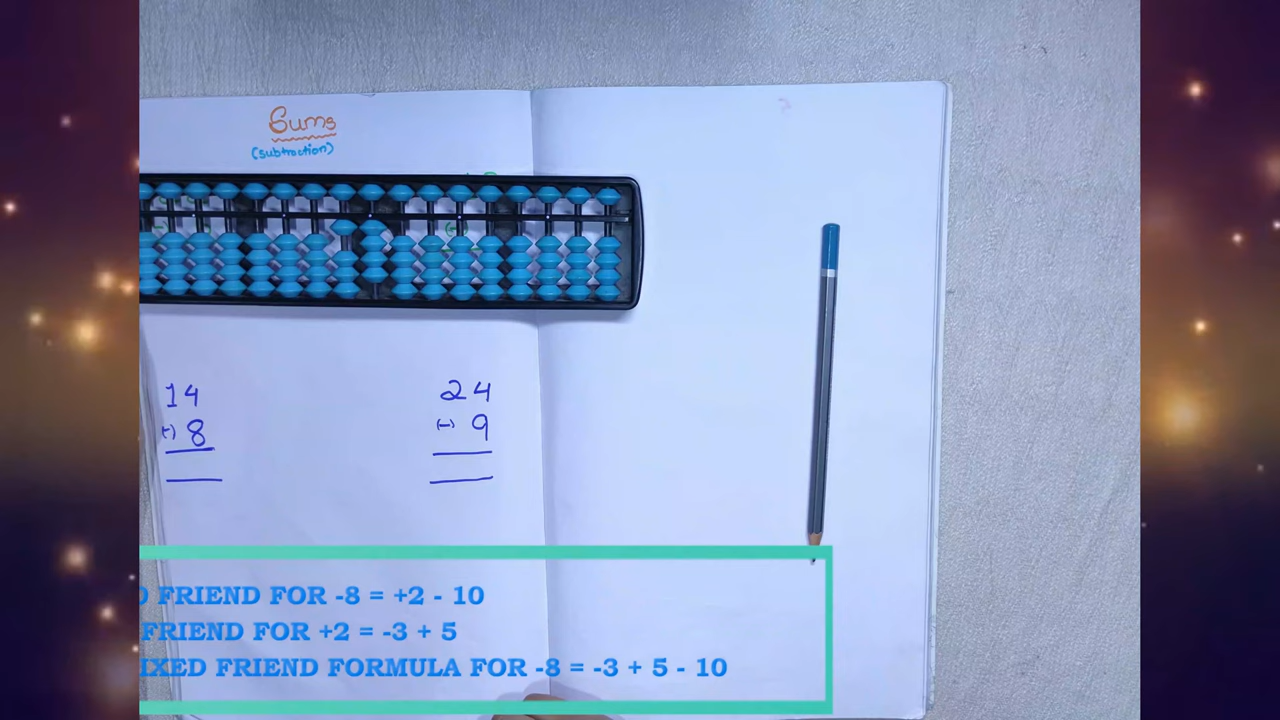 Sums
(subtraction)
14
(-) 8
24
(-) 9
FRIEND FOR -8 = +2 - 10
FRIEND FOR +2 = -3 + 5
IXED FRIEND FORMULA FOR -8 = -3 + 5 - 10